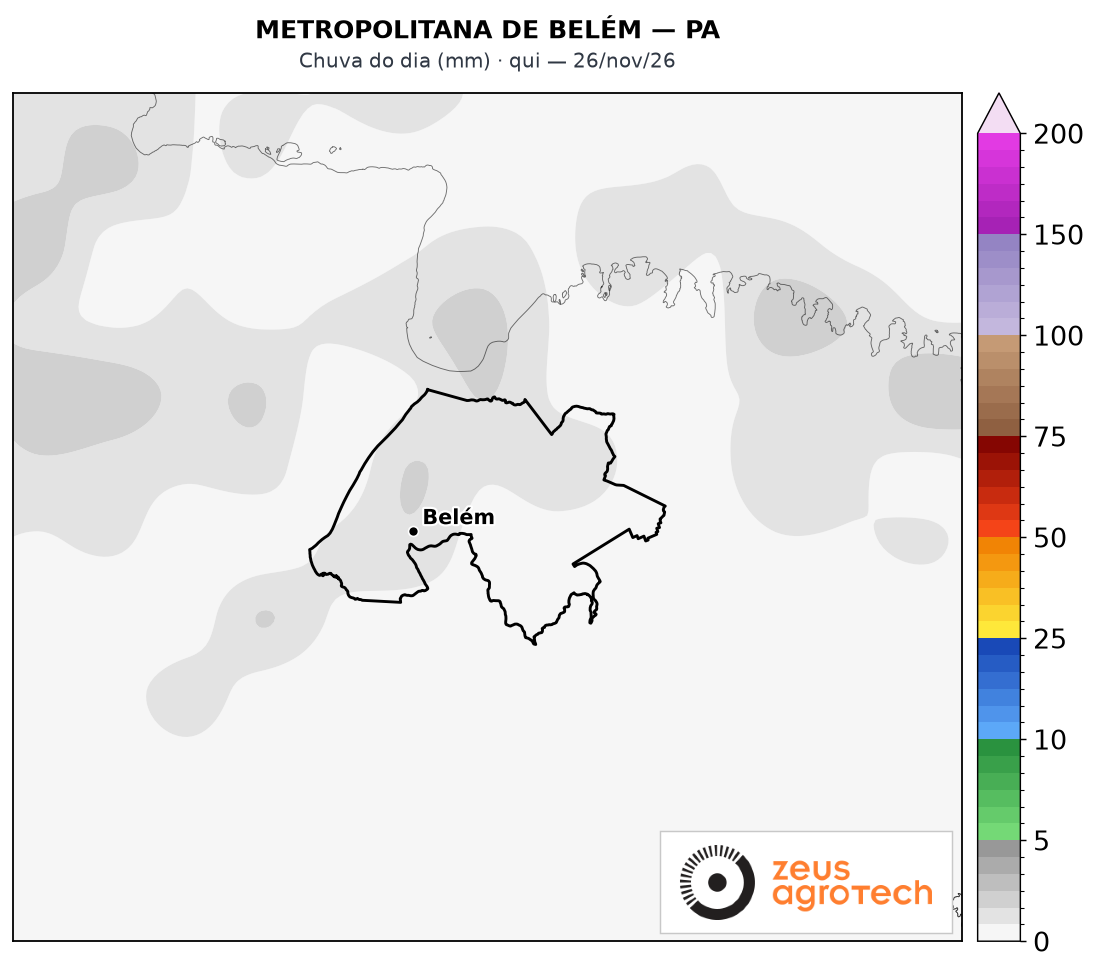 METROPOLITANA DE BELÉM — PA
Chuva do dia (mm) · qui — 26/nov/26
200
150
100
75
50
25
10
5
0
Belém
zeus
agrotech